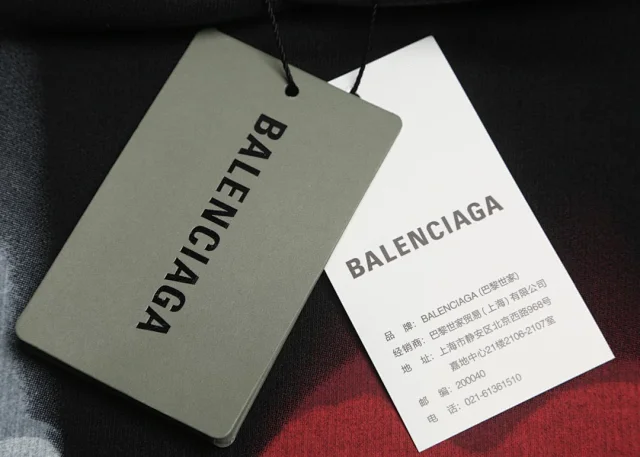 BALENCIAGA
BALENCIAGA
品 牌：BALENCIAGA (巴黎世家)
经销商：巴黎世家贸易(上海)有限公司
地 址：上海市静安区北京西路968号
嘉地中心21楼2106-2107室
邮 编：200040
电 话：021-61361510